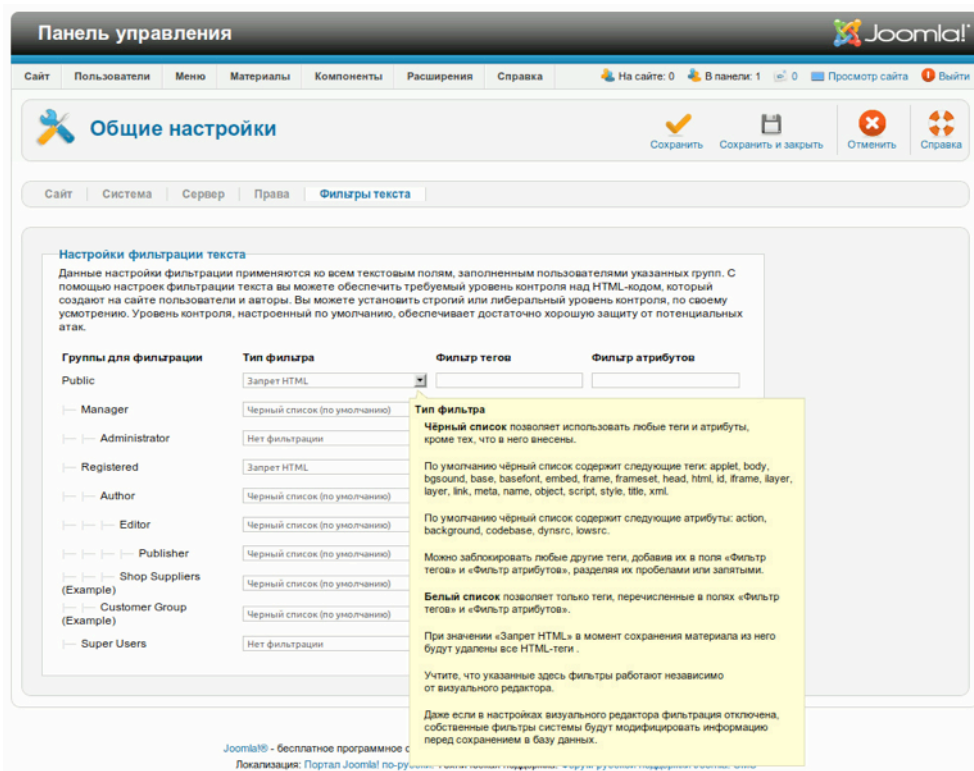 Панель управления
Joomla!
Сайт Пользователи Меню Материалы Компоненты Расширения Справка На сайте: 0 В панели: 1 0 Просмотр сайта Выйти
Общие настройки
Сохранить Сохранить и закрыть Отменить Справка
Сайт Система Сервер Права Фильтры текста
Настройки фильтрации текста
Данные настройки фильтрации применяются ко всем текстовым полям, заполненным пользователями указанных групп. С
помощью настроек фильтрации текста вы можете обеспечить требуемый уровень контроля над HTML-кодом, который
создают на сайте пользователи и авторы. Вы можете установить строгий или либеральный уровень контроля, по своему
усмотрению. Уровень контроля, настроенный по умолчанию, обеспечивает достаточно хорошую защиту от потенциальных
атак.
Группы для фильтрации Тип фильтра Фильтр тегов Фильтр атрибутов
Public Запрет HTML
Manager Черный список (по умолчанию)
Administrator Нет фильтрации
Registered Запрет HTML
Author Черный список (по умолчанию)
Editor Черный список (по умолчанию)
Publisher Черный список (по умолчанию)
Shop Suppliers
(Example) Черный список (по умолчанию)
Customer Group
(Example) Черный список (по умолчанию)
Super Users Нет фильтрации
Тип фильтра
Чёрный список позволяет использовать любые теги и атрибуты,
кроме тех, что в него внесены.
По умолчанию чёрный список содержит следующие теги: applet, body,
bgsound, base, basefont, embed, frame, frameset, head, html, id, iframe, ilayer,
layer, link, meta, name, object, script, style, title, xml.
По умолчанию чёрный список содержит следующие атрибуты: action,
background, codebase, dynsrc, lowsrc.
Можно заблокировать любые другие теги, добавив их в поля «Фильтр
тегов» и «Фильтр атрибутов», разделяя их пробелами или запятыми.
Белый список позволяет только теги, перечисленные в полях «Фильтр
тегов» и «Фильтр атрибутов».
При значении «Запрет HTML» в момент сохранения материала из него
будут удалены все HTML-теги .
Учтите, что указанные здесь фильтры работают независимо
от визуального редактора.
Даже если в настройках визуального редактора фильтрация отключена,
собственные фильтры системы будут модифицировать информацию
перед сохранением в базу данных.
Joomla!® - бесплатное программное
Локализация: Портал Joomla! по-русски.